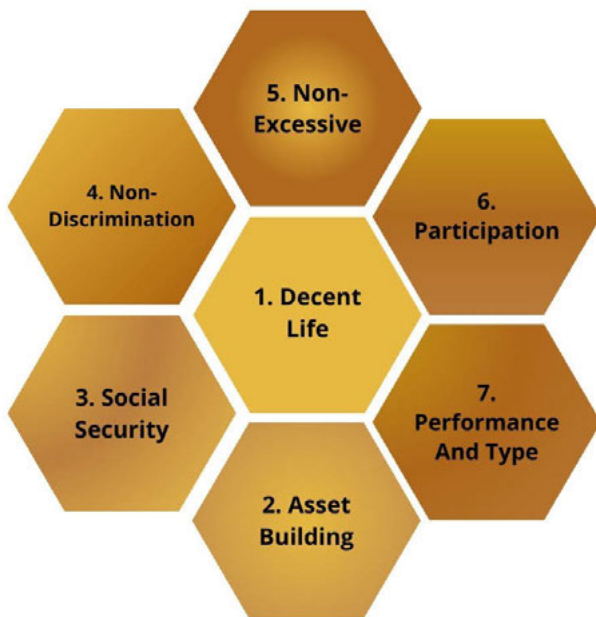 5. Non-
Excessive
4. Non-
Discrimination
6.
Participation
1. Decent
Life
3. Social
Security
7.
Performance
And Type
2. Asset
Building